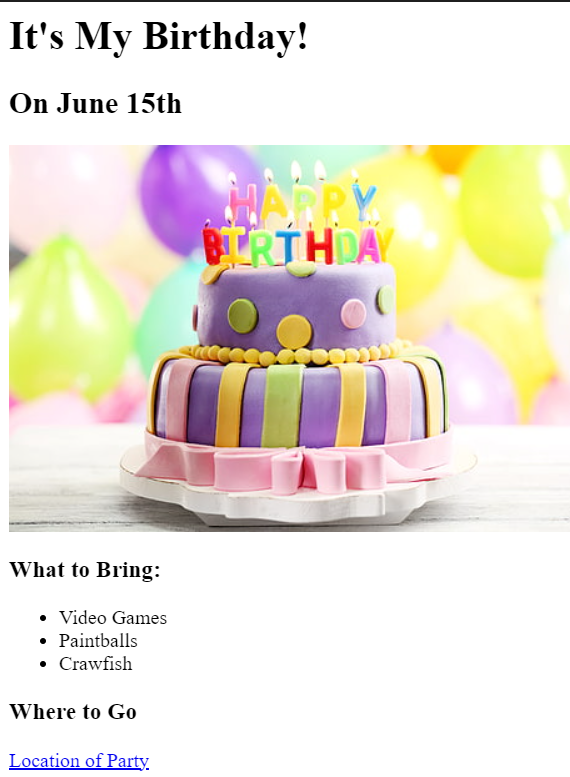 It's My Birthday!
On June 15th
HAPPY
BIRTHDAY
What to Bring:
Video Games
Paintballs
Crawfish
Where to Go
Location of Party